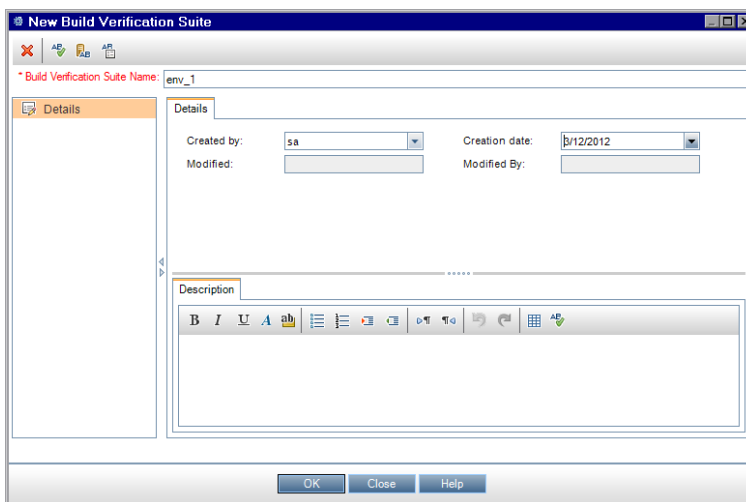 New Build Verification Suite
* Build Verification Suite Name: env_1
Details
Details
Created by: sa Creation date: 3/12/2012
Modified: Modified By:
Description
B I U A ab
OK Close Help